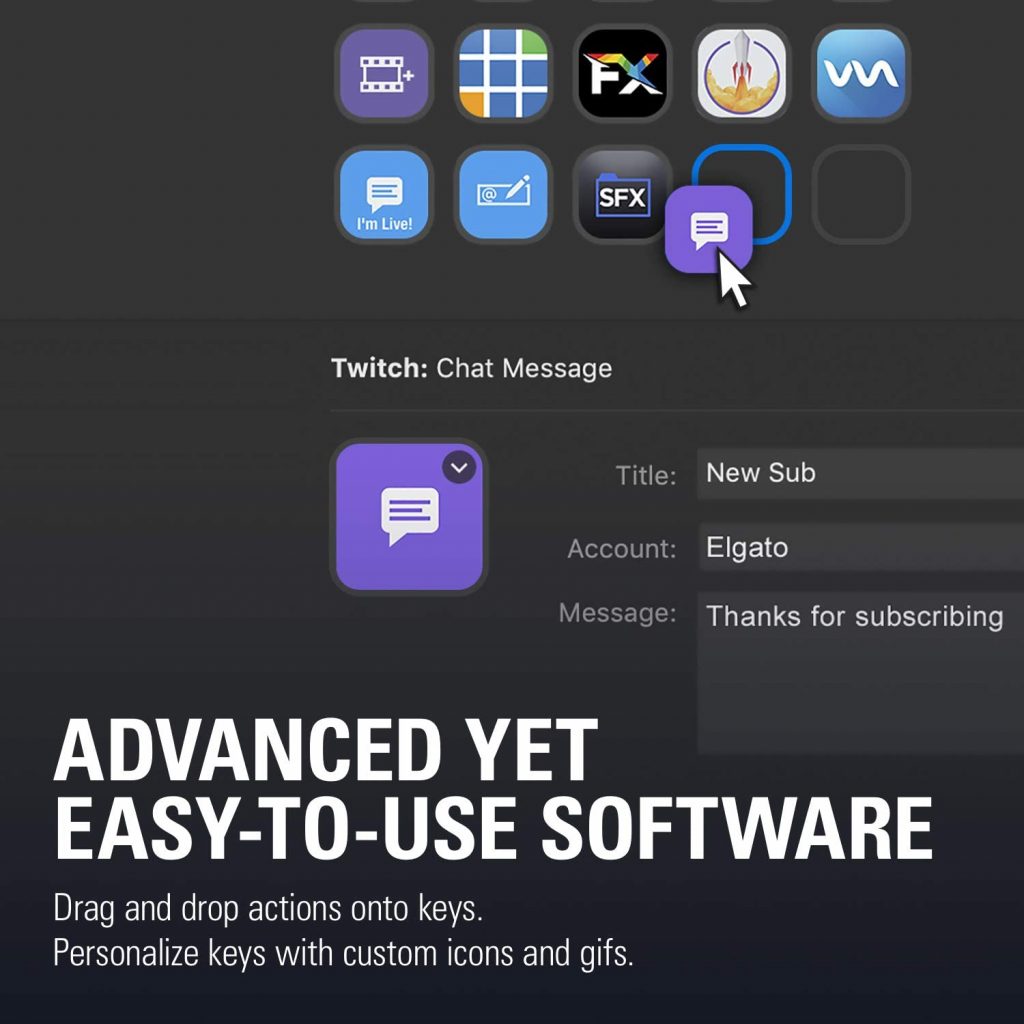 FX
I'm Live!
@
SFX
Twitch: Chat Message
Title: New Sub
Account: Elgato
Message: Thanks for subscribing
ADVANCED YET
EASY-TO-USE SOFTWARE
Drag and drop actions onto keys.
Personalize keys with custom icons and gifs.